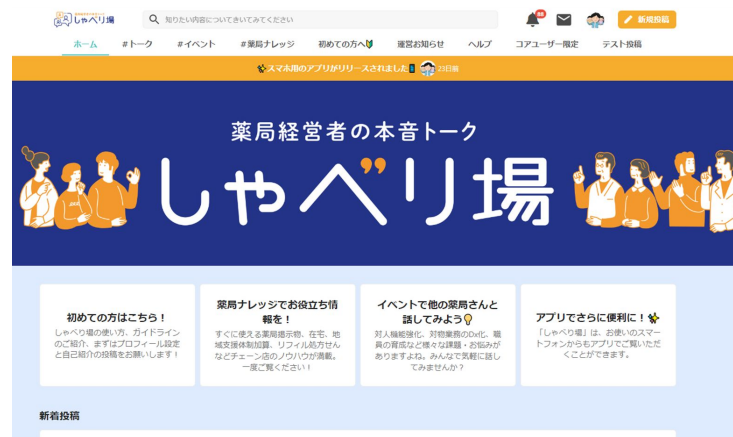 しゃべり場
知りたい内容についてきいてみてください
88
新規投稿
ホーム
#トーク
#イベント
#薬局ナレッジ
初めての方へ🔰
運営お知らせ
ヘルプ
コアユーザー限定
テスト投稿
スマホ用のアプリがリリースされました
23日前
薬局経営者の本音トーク
しゃべり場
初めての方はこちら!
しゃべり場の使い方、ガイドライン
のご紹介、まずはプロフィール設定
と自己紹介の投稿をお願いします!
薬局ナレッジでお役立ち情
報を!
すぐに使える薬局掲示物、在宅、地
域支援体制加算、リフィル処方せん
などチェーン店のノウハウが満載。
一度ご覧ください!
イベントで他の薬局さんと
話してみよう💡
対人機能強化、対物業務のDx化、職
員の育成など様々な課題・お悩みが
ありますよね。みんなで気軽に話し
てみませんか?
アプリでさらに便利に!
「しゃべり場」は、お使いのスマー
トフォンからもアプリでご覧いただ
くことができます。
新着投稿